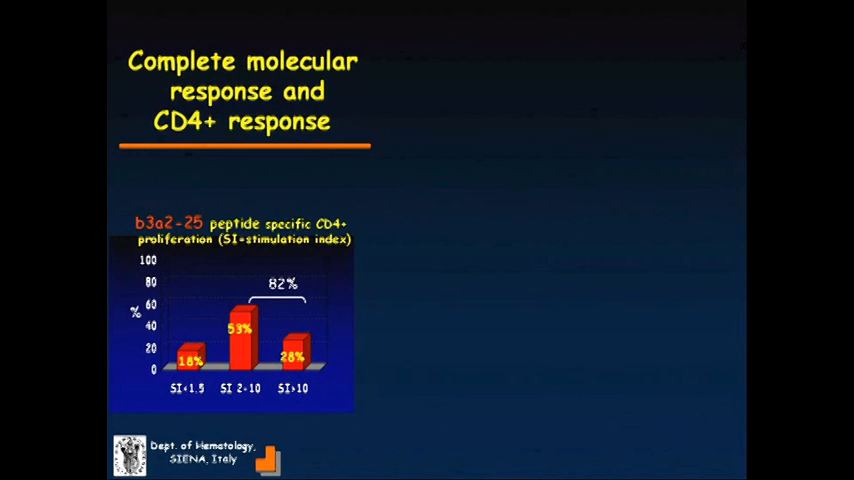 Complete molecular
response and
CD4+ response
b3a2-25 peptide specific CD4+
proliferation (SI=stimulation index)
100
80
60
40
20
0
%
82%
18%
53%
28%
SI<1.5
SI 2-10
SI>10
Dept. of Hematology,
SIENA, Italy